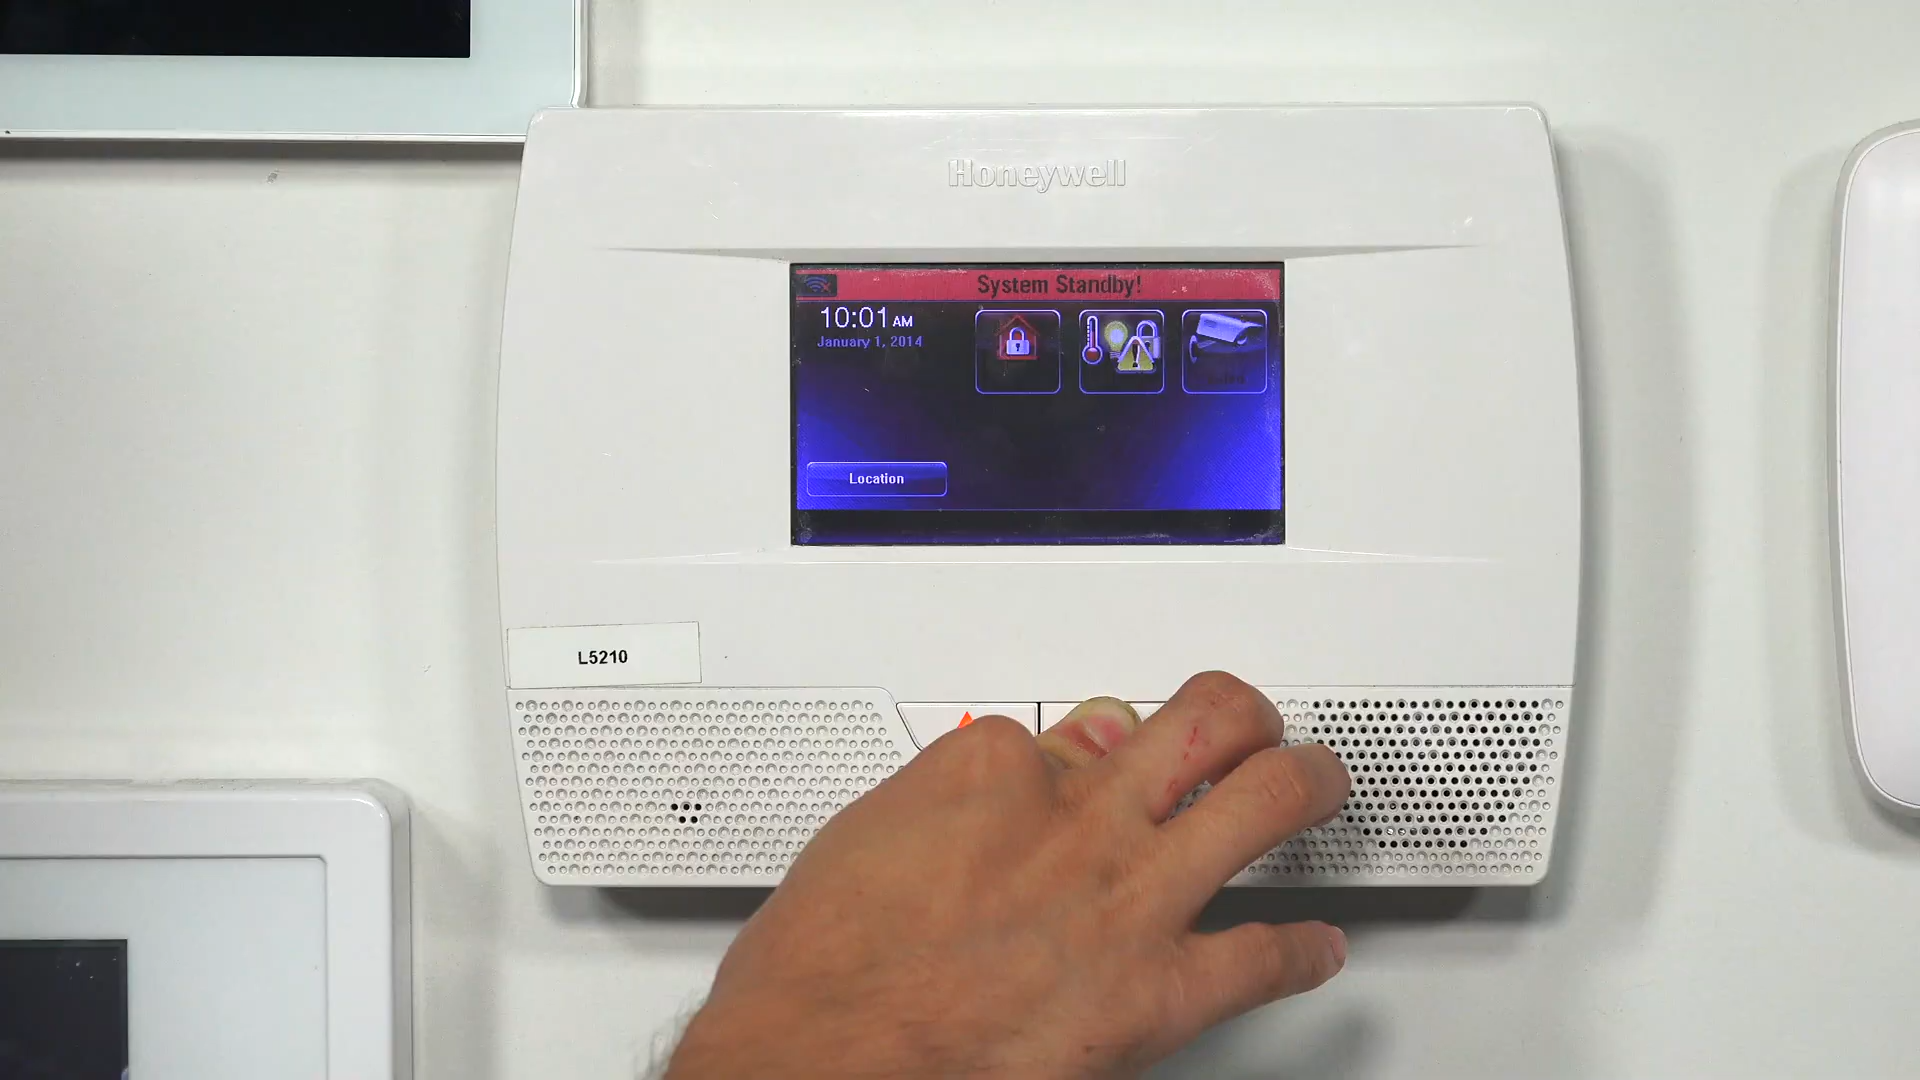 Honeywell
System Standby!
10:01 AM
January 1, 2014
Location
L5210